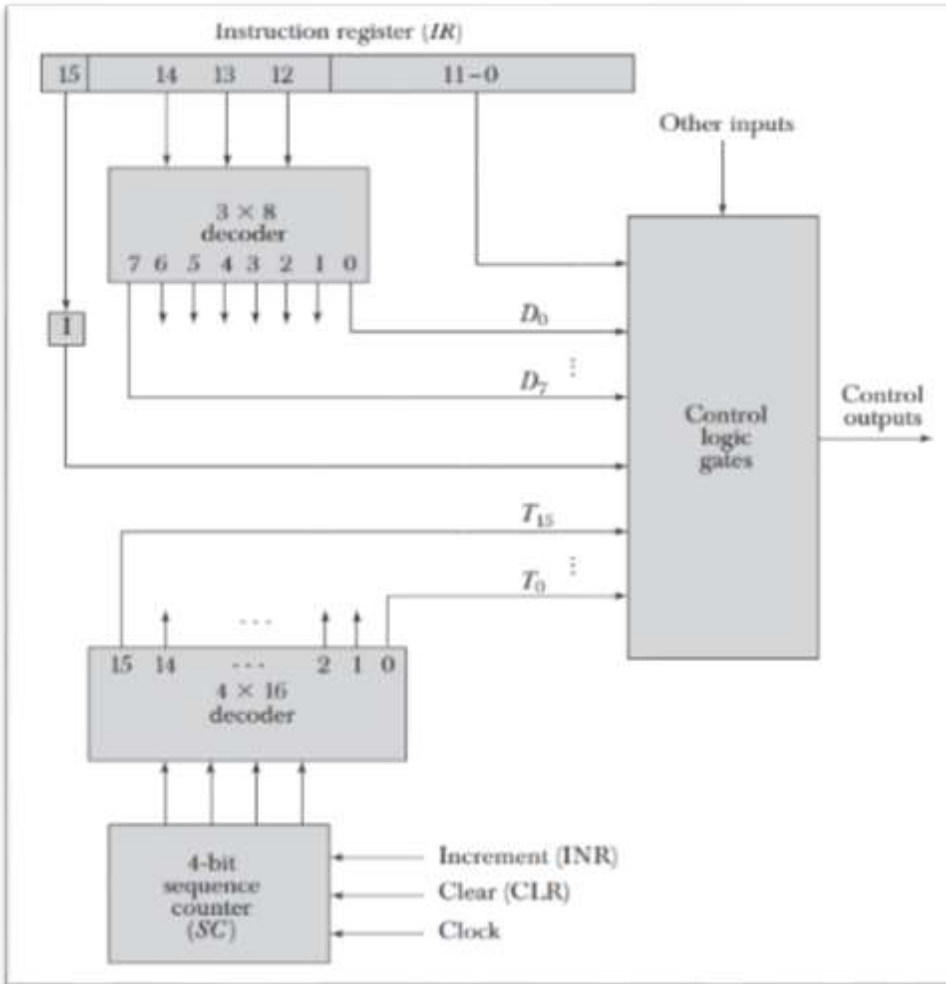 Instruction register (IR)
15 14 13 12 11–0
Other inputs
3 × 8
decoder
7 6 5 4 3 2 1 0
I
D0
⋮
D7
Control
logic
gates
Control
outputs
T15
⋮
T0
. . .
15 14 . . . 2 1 0
4 × 16
decoder
4-bit
sequence
counter
(SC)
Increment (INR)
Clear (CLR)
Clock